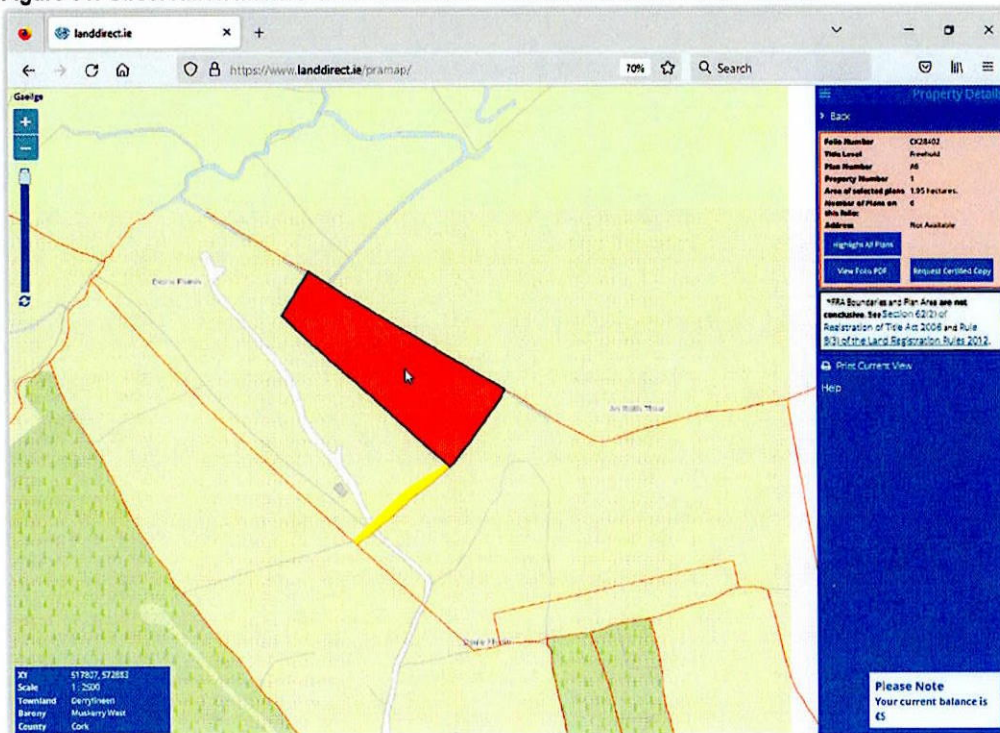 landdirect.ie
https://www.landdirect.ie/pramap/
70%
Search
Gaeilge
Property Details
Back
Folio Number CK28402
Title Level Freehold
Plan Number A6
Property Number 1
Area of selected plans 1.95 hectares.
Number of Plans on 6
this folio:
Address Not Available
Highlight All Plans
View Folio PDF
Request Certified Copy
*PRA Boundaries and Plan Area are not
conclusive. See Section 62(2) of
Registration of Title Act 2006 and Rule
8(3) of the Land Registration Rules 2012.
Print Current View
Help
XY 517807, 572883
Scale 1 : 2500
Townland Derryfineen
Barony Muskerry West
County Cork
Please Note
Your current balance is
€5